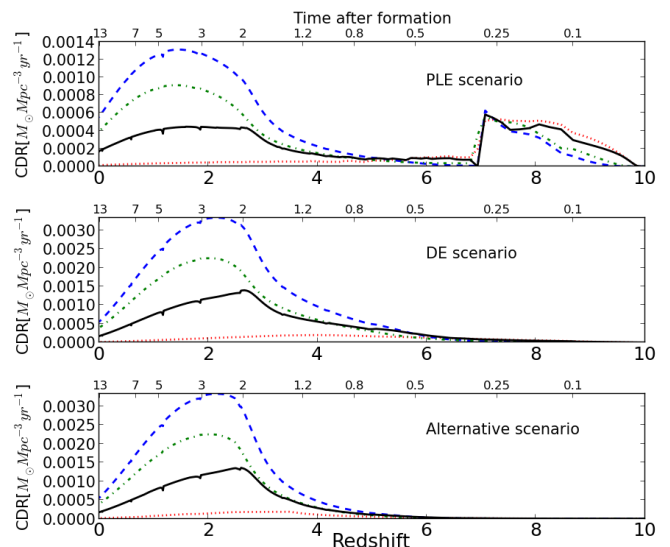 Time after formation
13 7 5 3 2 1.2 0.8 0.5 0.25 0.1
0.0014
0.0012
0.0010
0.0008
0.0006
0.0004
0.0002
0.0000
CDR[M⊙Mpc⁻³yr⁻¹]
PLE scenario
0 2 4 6 8 10
13 7 5 3 2 1.2 0.8 0.5 0.25 0.1
0.0030
0.0025
0.0020
0.0015
0.0010
0.0005
0.0000
CDR[M⊙Mpc⁻³yr⁻¹]
DE scenario
0 2 4 6 8 10
13 7 5 3 2 1.2 0.8 0.5 0.25 0.1
0.0030
0.0025
0.0020
0.0015
0.0010
0.0005
0.0000
CDR[M⊙Mpc⁻³yr⁻¹]
Alternative scenario
0 2 4 6 8 10
Redshift